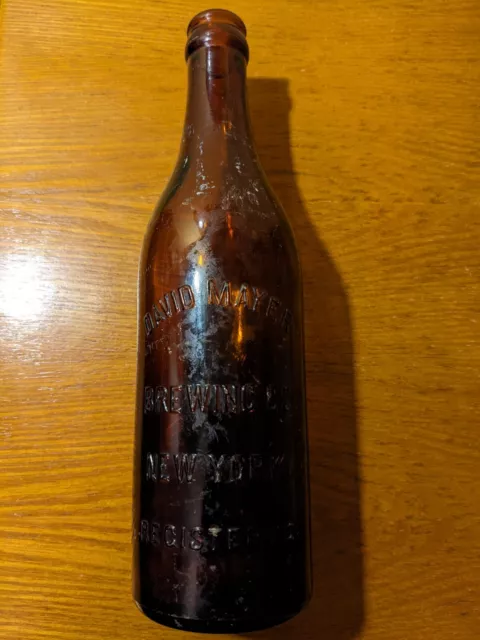 DAVID MAYER
BREWING CO
NEW YORK
REGISTERED